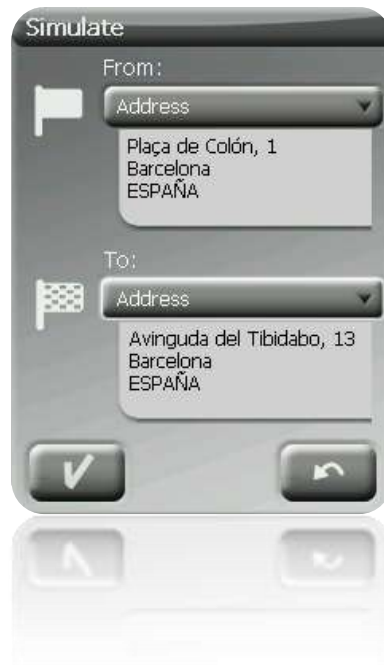 Simulate
From:
Address
Plaça de Colón, 1
Barcelona
ESPAÑA
To:
Address
Avinguda del Tibidabo, 13
Barcelona
ESPAÑA